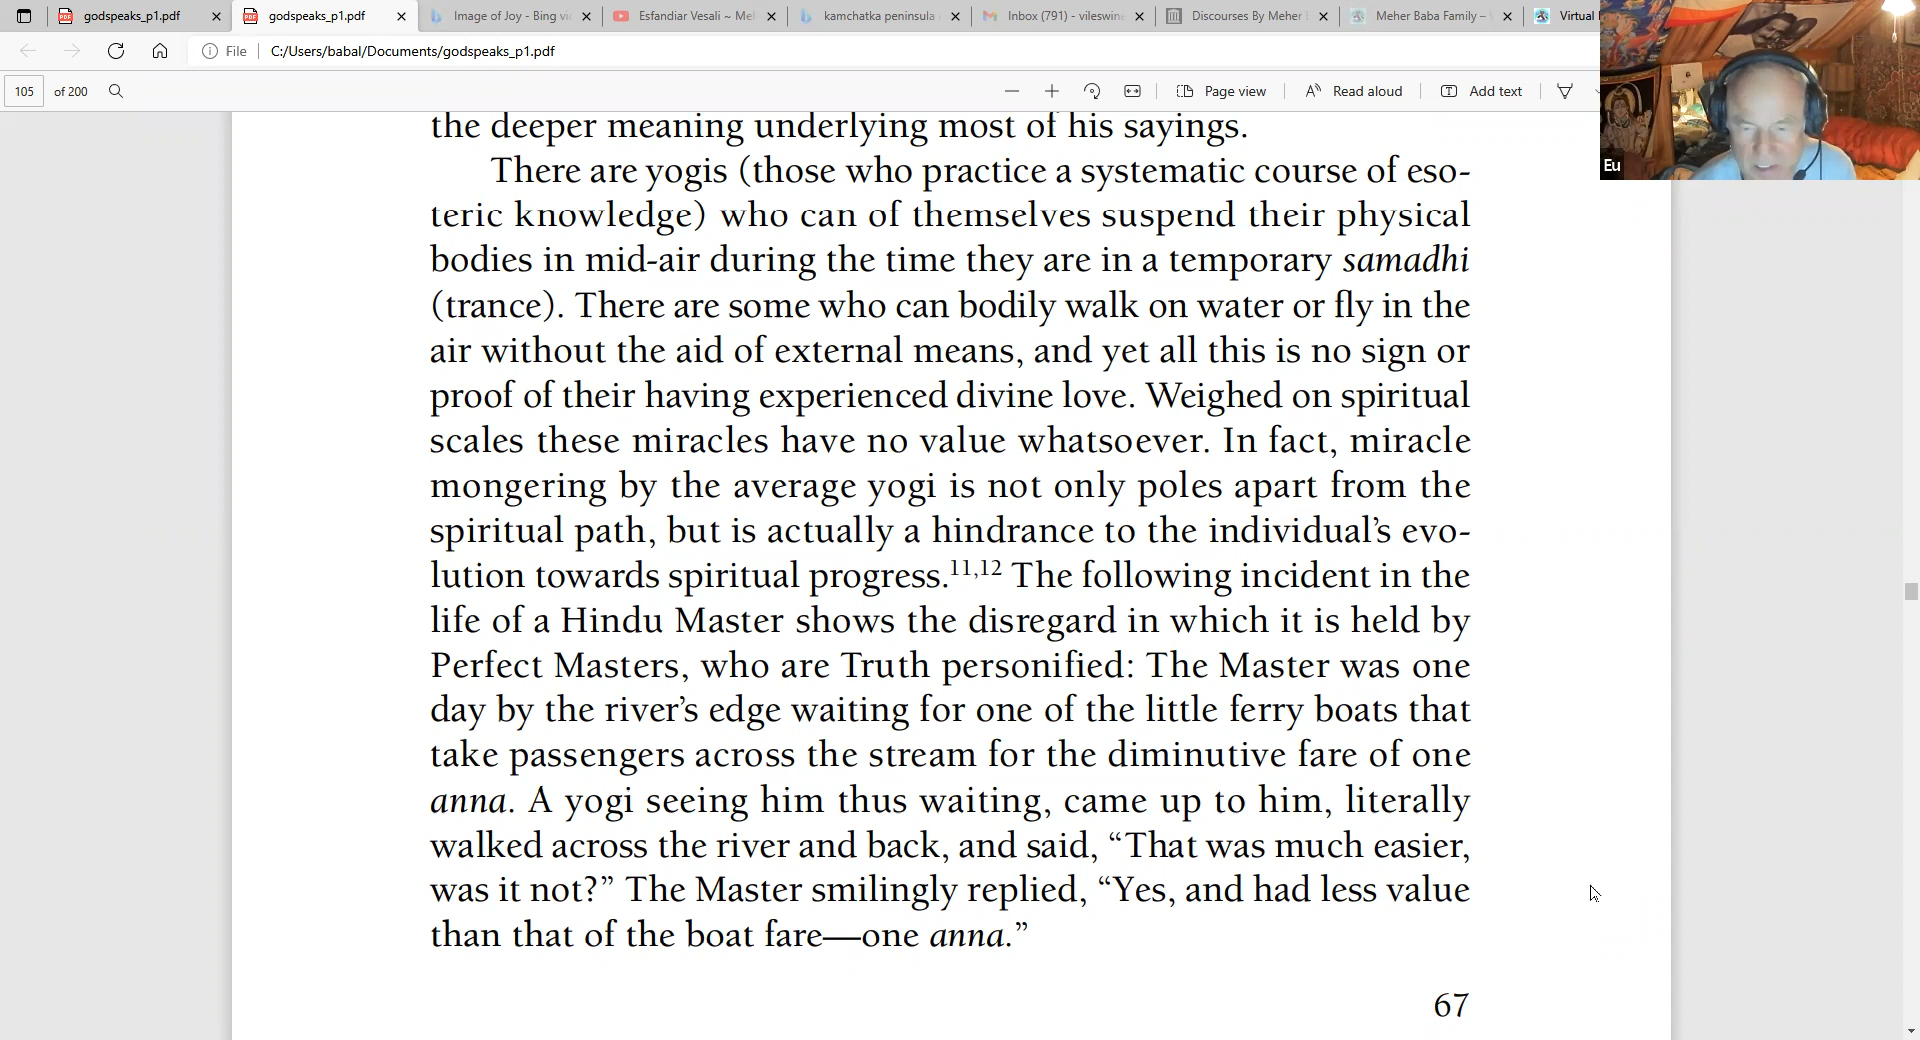 godspeaks_p1.pdf
godspeaks_p1.pdf
Image of Joy - Bing vi
Esfandiar Vesali ~ Me
kamchatka peninsula
Inbox (791) - vileswin
Discourses By Meher
Meher Baba Family –
Virtual
File
C:/Users/babal/Documents/godspeaks_p1.pdf
105 of 200
Page view
Read aloud
Add text
Eu
the deeper meaning underlying most of his sayings.
There are yogis (those who practice a systematic course of eso-
teric knowledge) who can of themselves suspend their physical
bodies in mid-air during the time they are in a temporary samadhi
(trance). There are some who can bodily walk on water or fly in the
air without the aid of external means, and yet all this is no sign or
proof of their having experienced divine love. Weighed on spiritual
scales these miracles have no value whatsoever. In fact, miracle
mongering by the average yogi is not only poles apart from the
spiritual path, but is actually a hindrance to the individual’s evo-
lution towards spiritual progress.11,12 The following incident in the
life of a Hindu Master shows the disregard in which it is held by
Perfect Masters, who are Truth personified: The Master was one
day by the river’s edge waiting for one of the little ferry boats that
take passengers across the stream for the diminutive fare of one
anna. A yogi seeing him thus waiting, came up to him, literally
walked across the river and back, and said, “That was much easier,
was it not?” The Master smilingly replied, “Yes, and had less value
than that of the boat fare—one anna.”
67